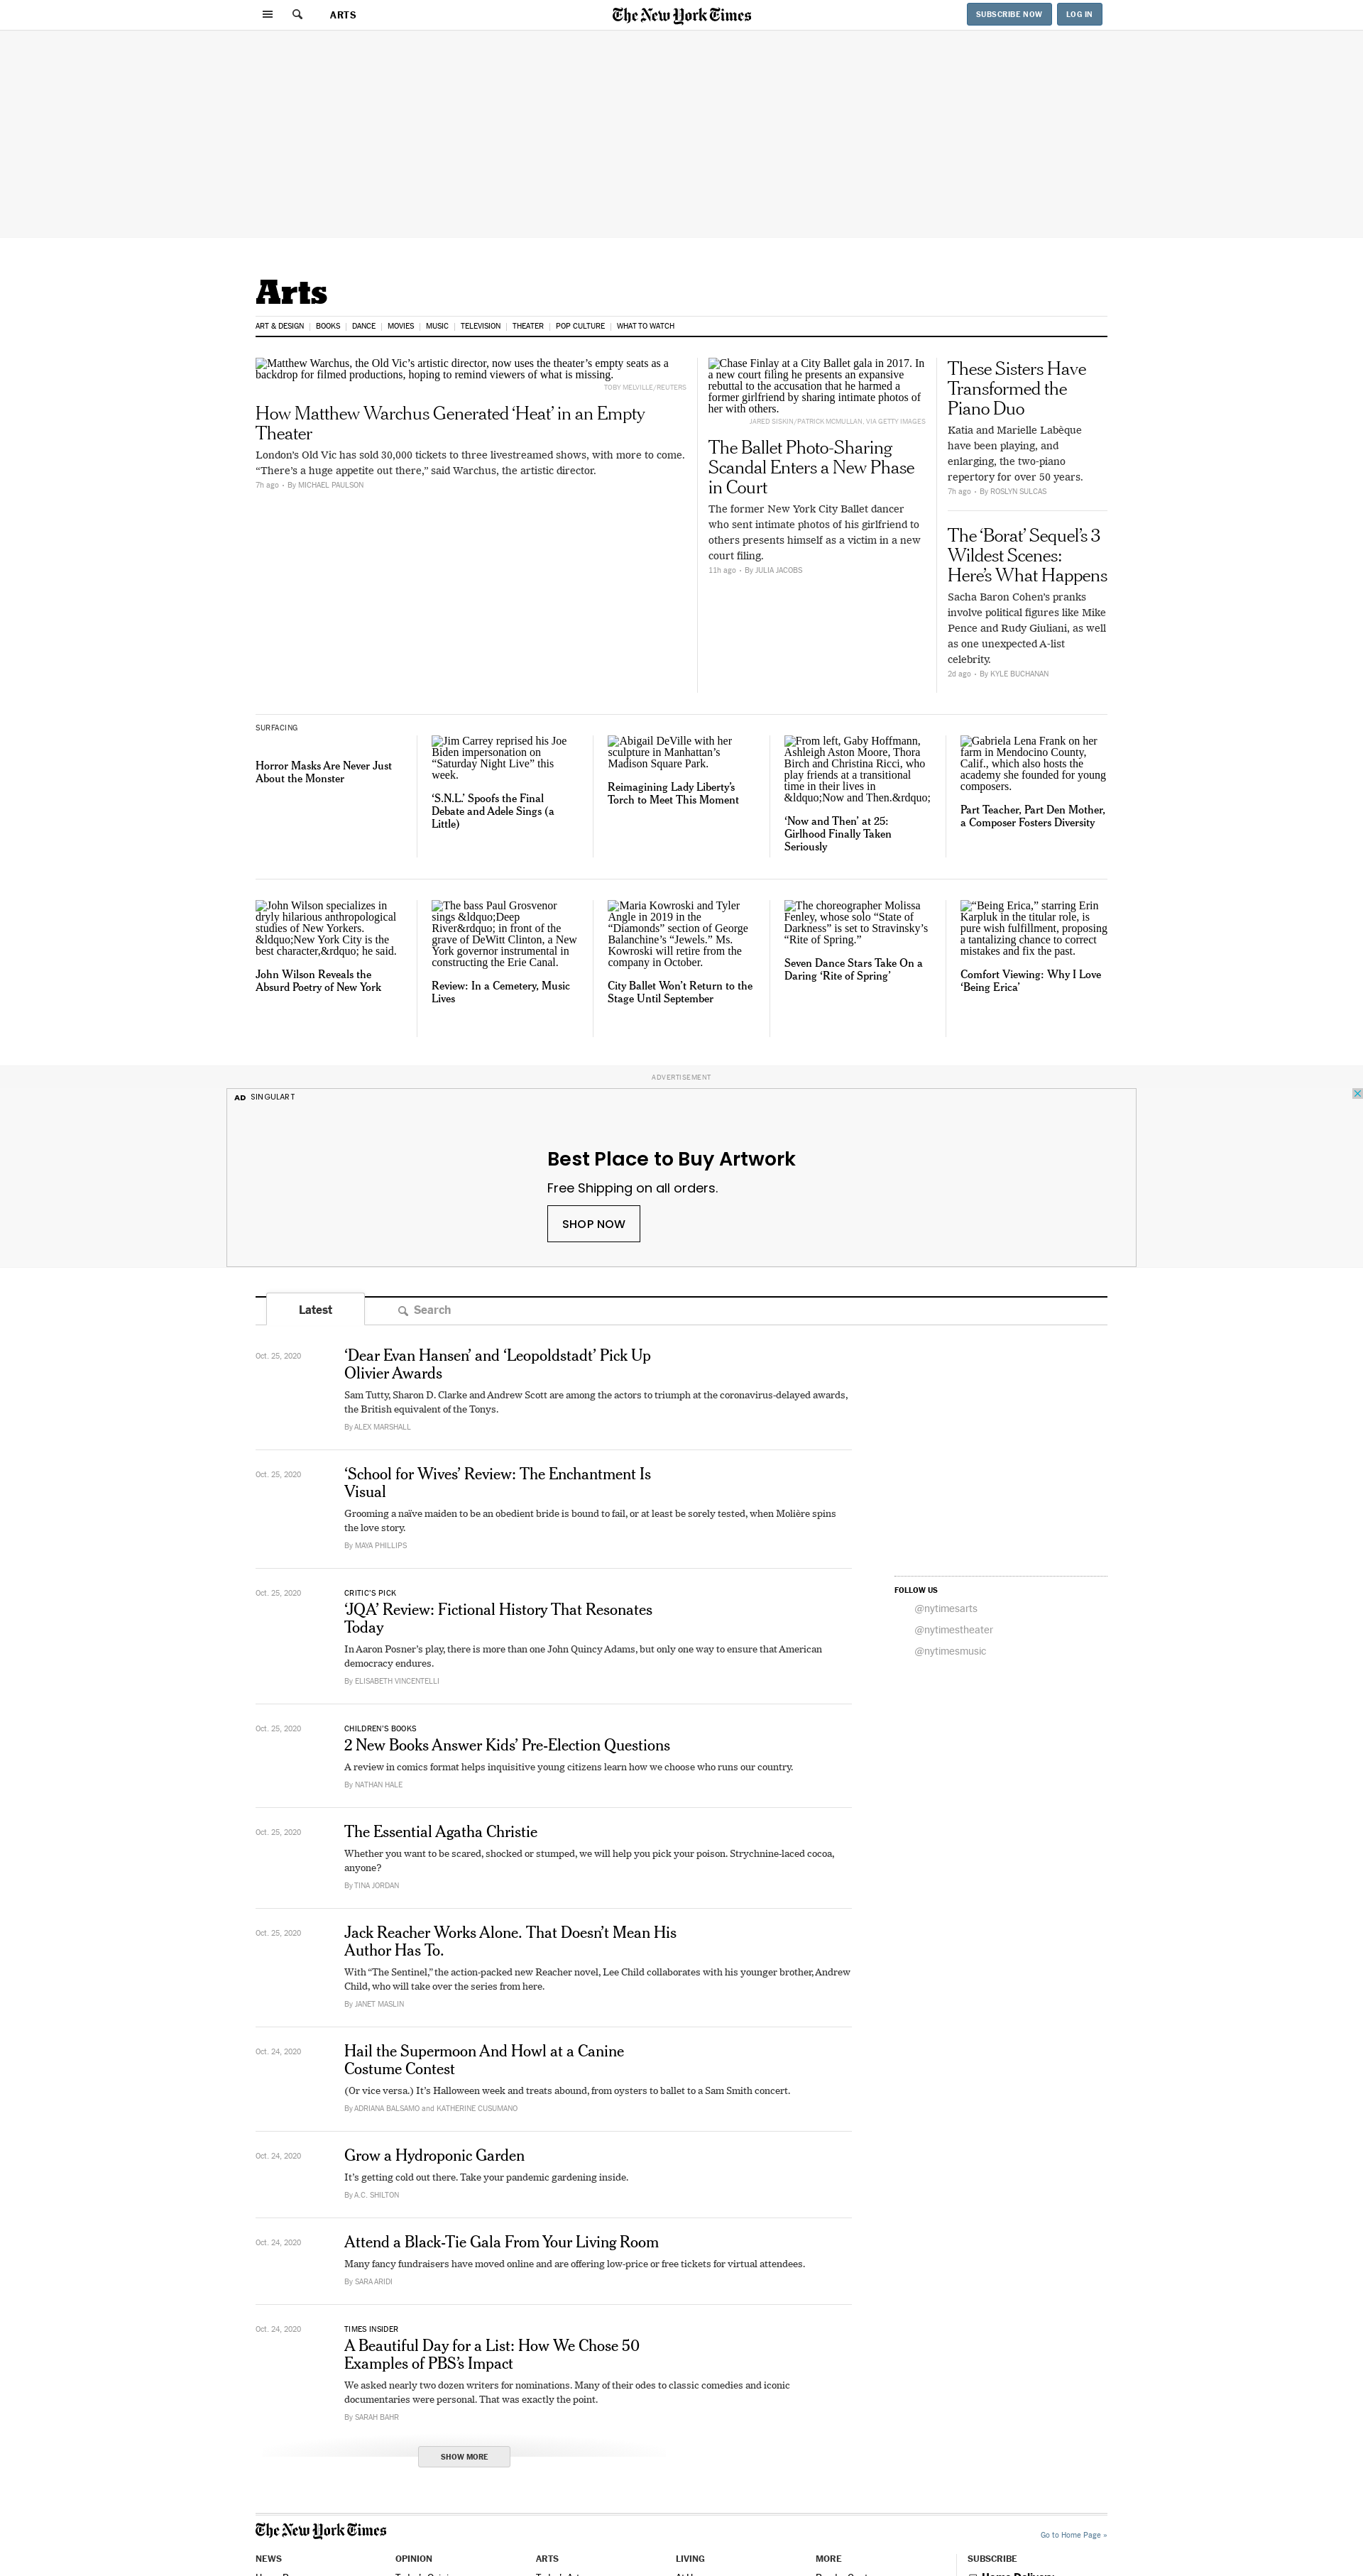 ARTS
The New York Times
SUBSCRIBE NOW
LOG IN
Arts
ART & DESIGN
BOOKS
DANCE
MOVIES
MUSIC
TELEVISION
THEATER
POP CULTURE
WHAT TO WATCH
Matthew Warchus, the Old Vic's artistic director, now uses the theater's empty seats as a
backdrop for filmed productions, hoping to remind viewers of what is missing.
TOBY MELVILLE/REUTERS
How Matthew Warchus Generated ‘Heat’ in an Empty
Theater
London’s Old Vic has sold 30,000 tickets to three livestreamed shows, with more to come.
“There’s a huge appetite out there,” said Warchus, the artistic director.
7h ago • By MICHAEL PAULSON
Chase Finlay at a City Ballet gala in 2017. In
a new court filing he presents an expansive
rebuttal to the accusation that he harmed a
former girlfriend by sharing intimate photos of
her with others.
JARED SISKIN/PATRICK MCMULLAN, VIA GETTY IMAGES
The Ballet Photo-Sharing
Scandal Enters a New Phase
in Court
The former New York City Ballet dancer
who sent intimate photos of his girlfriend to
others presents himself as a victim in a new
court filing.
11h ago • By JULIA JACOBS
These Sisters Have
Transformed the
Piano Duo
Katia and Marielle Labèque
have been playing, and
enlarging, the two-piano
repertory for over 50 years.
7h ago • By ROSLYN SULCAS
The ‘Borat’ Sequel’s 3
Wildest Scenes:
Here’s What Happens
Sacha Baron Cohen’s pranks
involve political figures like Mike
Pence and Rudy Giuliani, as well
as one unexpected A-list
celebrity.
2d ago • By KYLE BUCHANAN
SURFACING
Horror Masks Are Never Just
About the Monster
Jim Carrey reprised his Joe
Biden impersonation on
“Saturday Night Live” this
week.
‘S.N.L.’ Spoofs the Final
Debate and Adele Sings (a
Little)
Abigail DeVille with her
sculpture in Manhattan’s
Madison Square Park.
Reimagining Lady Liberty’s
Torch to Meet This Moment
From left, Gaby Hoffmann,
Ashleigh Aston Moore, Thora
Birch and Christina Ricci, who
play friends at a transitional
time in their lives in
&ldquo;Now and Then.&rdquo;
‘Now and Then’ at 25:
Girlhood Finally Taken
Seriously
Gabriela Lena Frank on her
farm in Mendocino County,
Calif., which also hosts the
academy she founded for young
composers.
Part Teacher, Part Den Mother,
a Composer Fosters Diversity
John Wilson specializes in
dryly hilarious anthropological
studies of New Yorkers.
&ldquo;New York City is the
best character,&rdquo; he said.
John Wilson Reveals the
Absurd Poetry of New York
The bass Paul Grosvenor
sings &ldquo;Deep
River&rdquo; in front of the
grave of DeWitt Clinton, a New
York governor instrumental in
constructing the Erie Canal.
Review: In a Cemetery, Music
Lives
Maria Kowroski and Tyler
Angle in 2019 in the
“Diamonds” section of George
Balanchine’s “Jewels.” Ms.
Kowroski will retire from the
company in October.
City Ballet Won’t Return to the
Stage Until September
The choreographer Molissa
Fenley, whose solo “State of
Darkness” is set to Stravinsky’s
“Rite of Spring.”
Seven Dance Stars Take On a
Daring ‘Rite of Spring’
“Being Erica,” starring Erin
Karpluk in the titular role, is
pure wish fulfillment, proposing
a tantalizing chance to correct
mistakes and fix the past.
Comfort Viewing: Why I Love
‘Being Erica’
ADVERTISEMENT
AD SINGULART
Best Place to Buy Artwork
Free Shipping on all orders.
SHOP NOW
Latest
Search
Oct. 25, 2020
‘Dear Evan Hansen’ and ‘Leopoldstadt’ Pick Up
Olivier Awards
Sam Tutty, Sharon D. Clarke and Andrew Scott are among the actors to triumph at the coronavirus-delayed awards,
the British equivalent of the Tonys.
By ALEX MARSHALL
Oct. 25, 2020
‘School for Wives’ Review: The Enchantment Is
Visual
Grooming a naïve maiden to be an obedient bride is bound to fail, or at least be sorely tested, when Molière spins
the love story.
By MAYA PHILLIPS
Oct. 25, 2020
CRITIC’S PICK
‘JQA’ Review: Fictional History That Resonates
Today
In Aaron Posner’s play, there is more than one John Quincy Adams, but only one way to ensure that American
democracy endures.
By ELISABETH VINCENTELLI
FOLLOW US
@nytimesarts
@nytimestheater
@nytimesmusic
Oct. 25, 2020
CHILDREN’S BOOKS
2 New Books Answer Kids’ Pre-Election Questions
A review in comics format helps inquisitive young citizens learn how we choose who runs our country.
By NATHAN HALE
Oct. 25, 2020
The Essential Agatha Christie
Whether you want to be scared, shocked or stumped, we will help you pick your poison. Strychnine-laced cocoa,
anyone?
By TINA JORDAN
Oct. 25, 2020
Jack Reacher Works Alone. That Doesn’t Mean His
Author Has To.
With “The Sentinel,” the action-packed new Reacher novel, Lee Child collaborates with his younger brother, Andrew
Child, who will take over the series from here.
By JANET MASLIN
Oct. 24, 2020
Hail the Supermoon And Howl at a Canine
Costume Contest
(Or vice versa.) It’s Halloween week and treats abound, from oysters to ballet to a Sam Smith concert.
By ADRIANA BALSAMO and KATHERINE CUSUMANO
Oct. 24, 2020
Grow a Hydroponic Garden
It’s getting cold out there. Take your pandemic gardening inside.
By A.C. SHILTON
Oct. 24, 2020
Attend a Black-Tie Gala From Your Living Room
Many fancy fundraisers have moved online and are offering low-price or free tickets for virtual attendees.
By SARA ARIDI
Oct. 24, 2020
TIMES INSIDER
A Beautiful Day for a List: How We Chose 50
Examples of PBS’s Impact
We asked nearly two dozen writers for nominations. Many of their odes to classic comedies and iconic
documentaries were personal. That was exactly the point.
By SARAH BAHR
SHOW MORE
The New York Times
Go to Home Page »
NEWS
OPINION
ARTS
LIVING
MORE
SUBSCRIBE